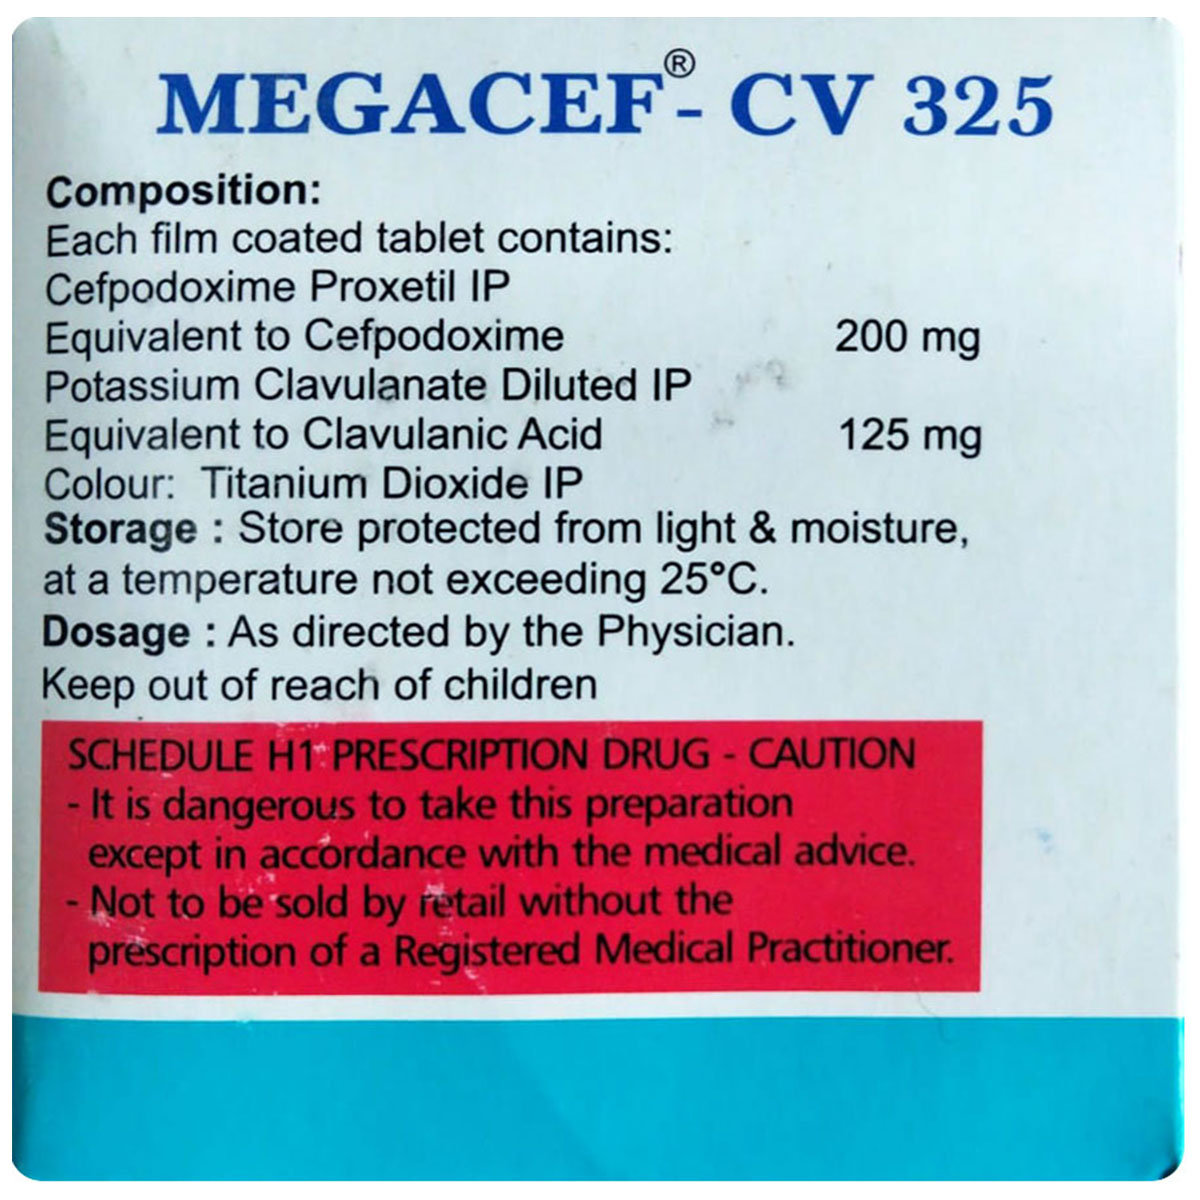 MEGACEF®- CV 325
Composition:
Each film coated tablet contains:
Cefpodoxime Proxetil IP
Equivalent to Cefpodoxime 200 mg
Potassium Clavulanate Diluted IP
Equivalent to Clavulanic Acid 125 mg
Colour: Titanium Dioxide IP
Storage : Store protected from light & moisture,
at a temperature not exceeding 25°C.
Dosage : As directed by the Physician.
Keep out of reach of children
SCHEDULE H1 PRESCRIPTION DRUG - CAUTION
- It is dangerous to take this preparation
except in accordance with the medical advice.
- Not to be sold by retail without the
prescription of a Registered Medical Practitioner.